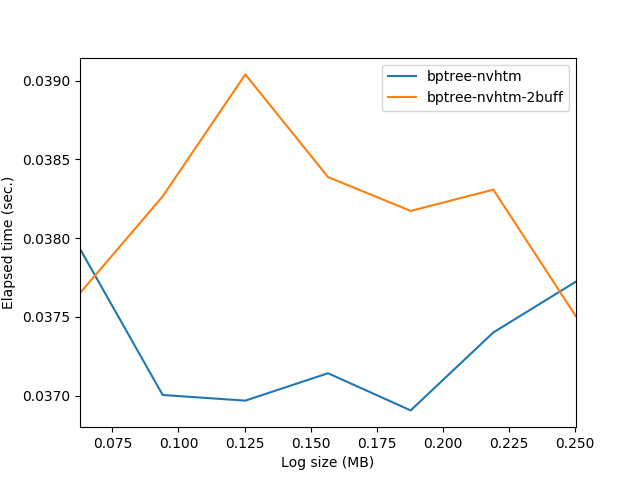 bptree-nvhtm
bptree-nvhtm-2buff
Elapsed time (sec.)
0.0390
0.0385
0.0380
0.0375
0.0370
0.075 0.100 0.125 0.150 0.175 0.200 0.225 0.250
Log size (MB)